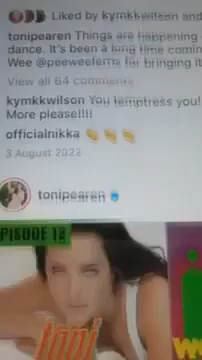 Liked by kymkkwilson and
tonipearen Things are happening
dance. It's been a long time comin
Wee @peeweeferris for bringing it
View all 64 comments
kymkkwilson You temptress you!
More please!!!!
officialnikka 👏👏👏
3 August 2022
tonipearen
PISODE 12
toni